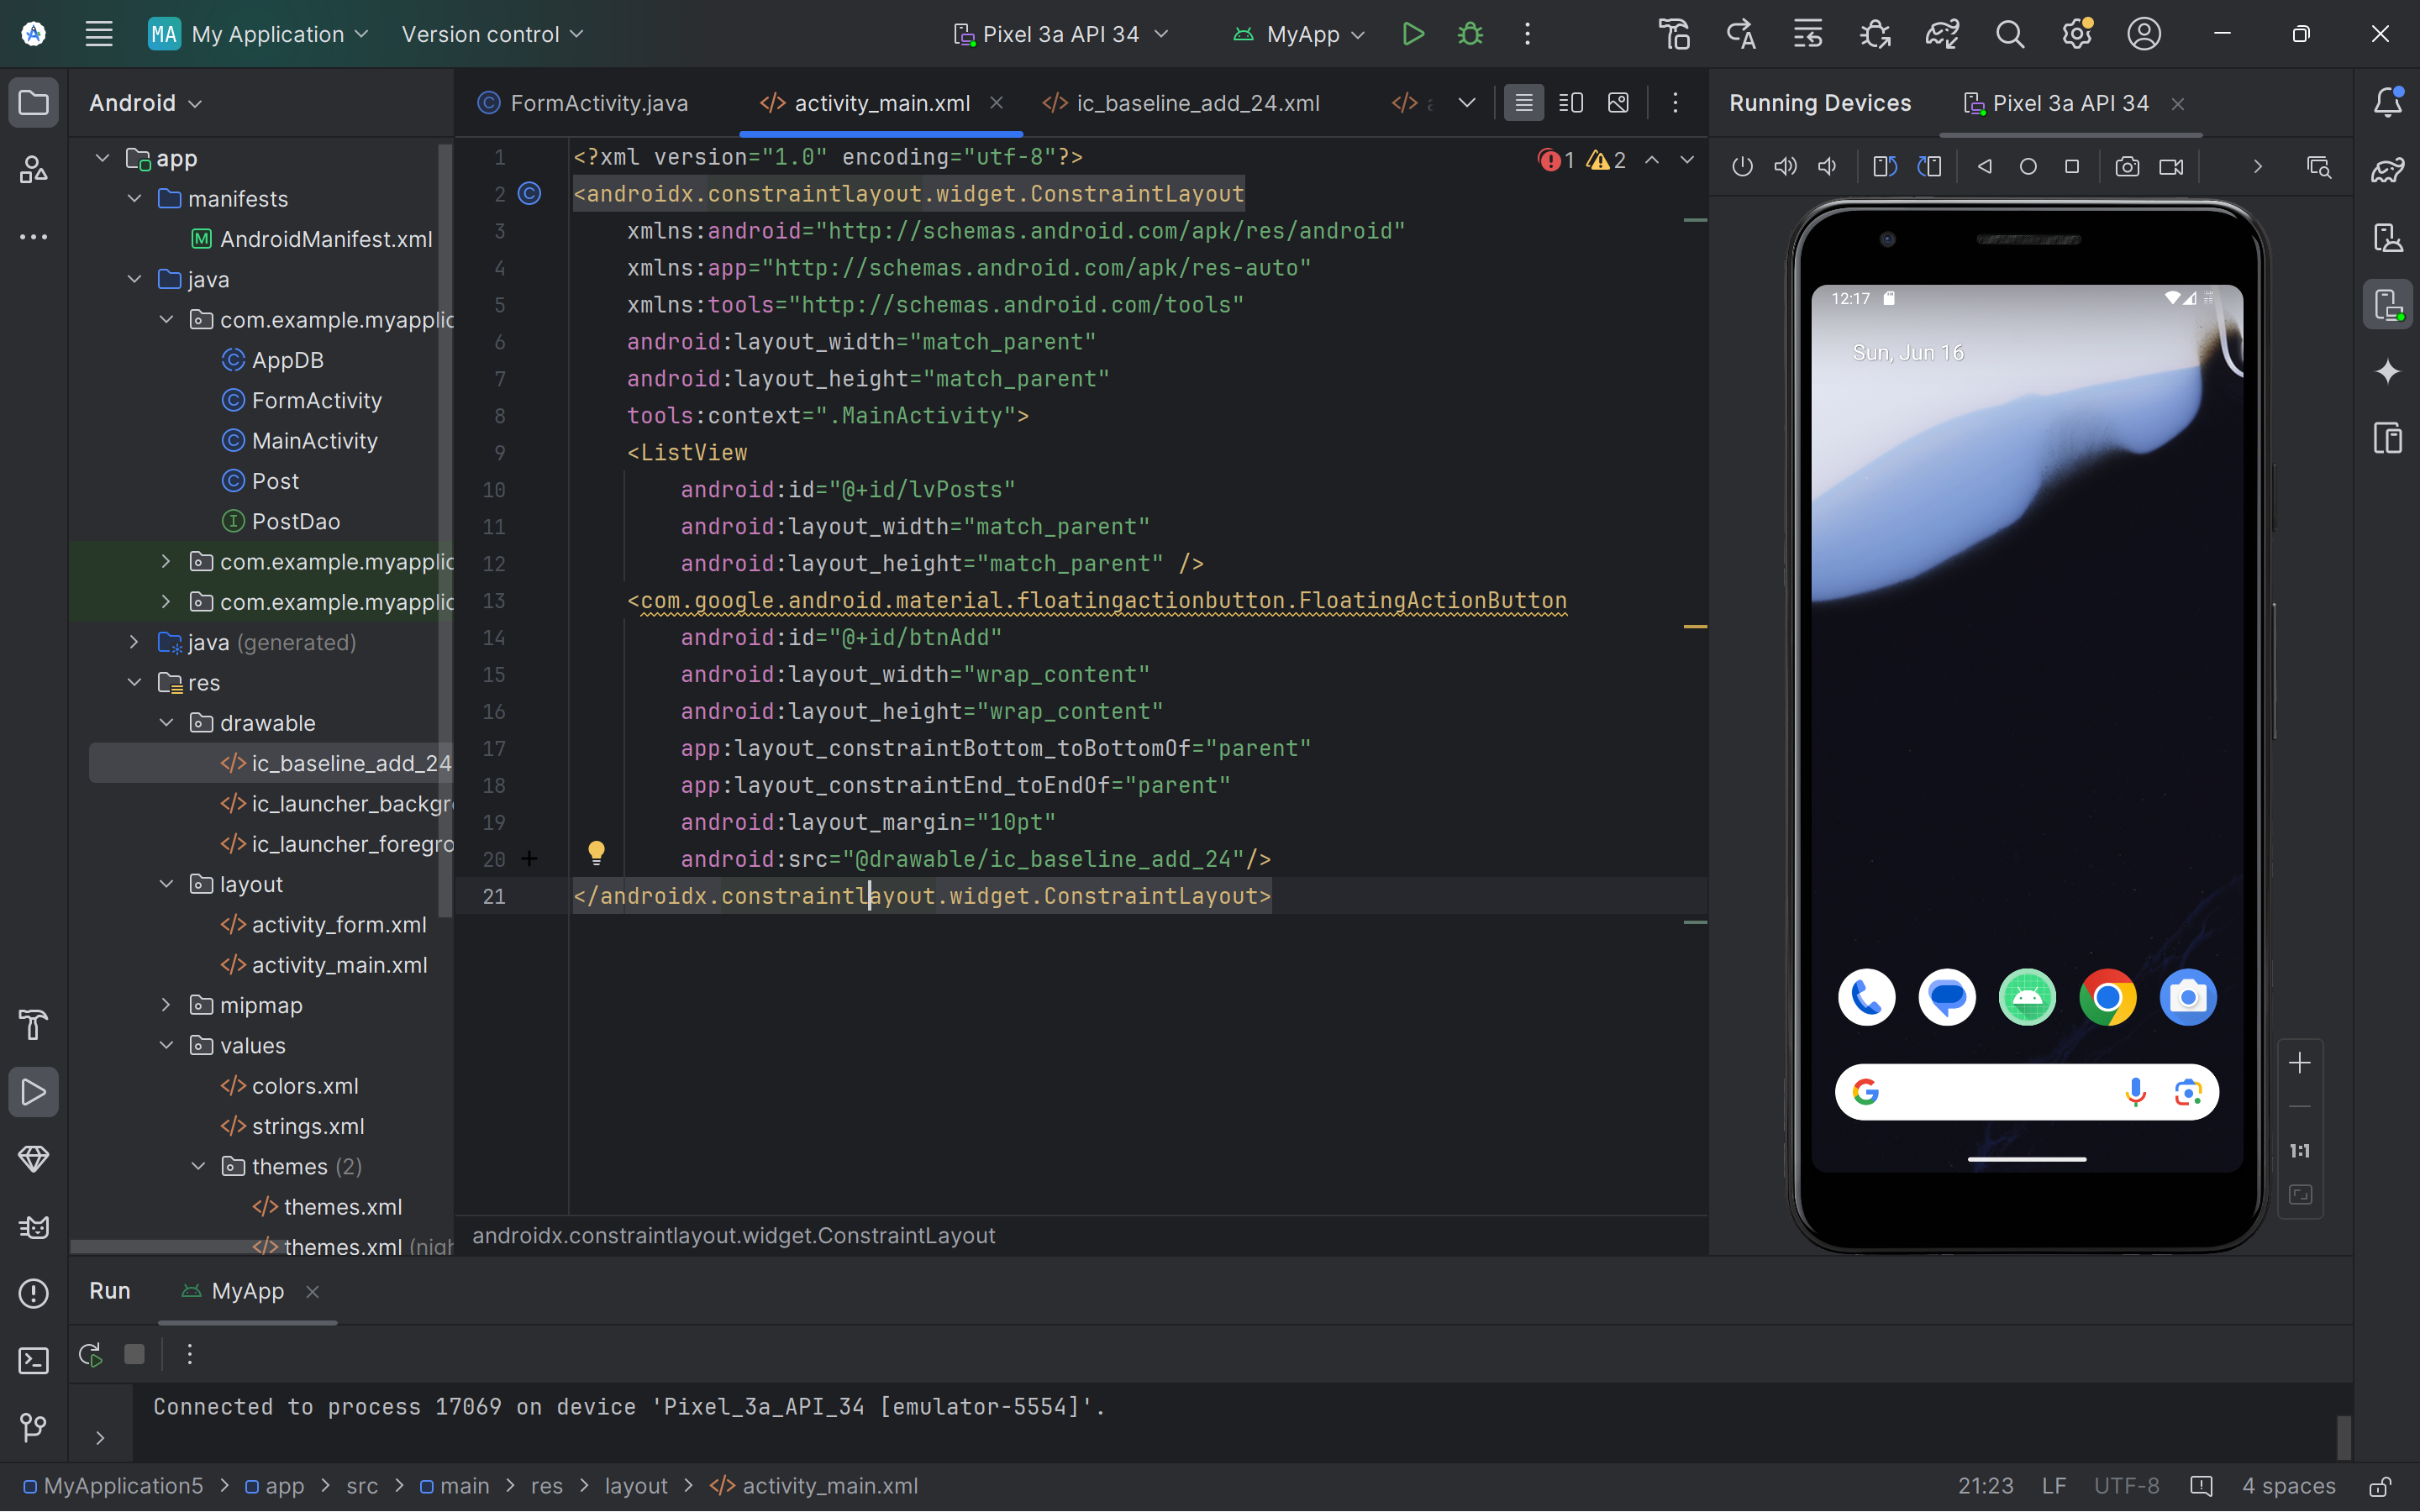 MA My Application Version control Pixel 3a API 34 MyApp
Android
FormActivity.java activity_main.xml ic_baseline_add_24.xml
Running Devices Pixel 3a API 34
app
manifests
AndroidManifest.xml
java
com.example.myapplic
AppDB
FormActivity
MainActivity
Post
PostDao
com.example.myapplic
com.example.myapplic
java (generated)
res
drawable
ic_baseline_add_24
ic_launcher_backgr
ic_launcher_foregro
layout
activity_form.xml
activity_main.xml
mipmap
values
colors.xml
strings.xml
themes (2)
themes.xml
themes.xml (nigh
1 <?xml version="1.0" encoding="utf-8"?>
2 <androidx.constraintlayout.widget.ConstraintLayout
3 xmlns:android="http://schemas.android.com/apk/res/android"
4 xmlns:app="http://schemas.android.com/apk/res-auto"
5 xmlns:tools="http://schemas.android.com/tools"
6 android:layout_width="match_parent"
7 android:layout_height="match_parent"
8 tools:context=".MainActivity">
9 <ListView
10 android:id="@+id/lvPosts"
11 android:layout_width="match_parent"
12 android:layout_height="match_parent" />
13 <com.google.android.material.floatingactionbutton.FloatingActionButton
14 android:id="@+id/btnAdd"
15 android:layout_width="wrap_content"
16 android:layout_height="wrap_content"
17 app:layout_constraintBottom_toBottomOf="parent"
18 app:layout_constraintEnd_toEndOf="parent"
19 android:layout_margin="10pt"
20 android:src="@drawable/ic_baseline_add_24"/>
21 </androidx.constraintlayout.widget.ConstraintLayout>
1 2
androidx.constraintlayout.widget.ConstraintLayout
12:17
Sun, Jun 16
1:1
Run MyApp
Connected to process 17069 on device 'Pixel_3a_API_34 [emulator-5554]'.
MyApplication5 > app > src > main > res > layout > activity_main.xml
21:23 LF UTF-8 4 spaces